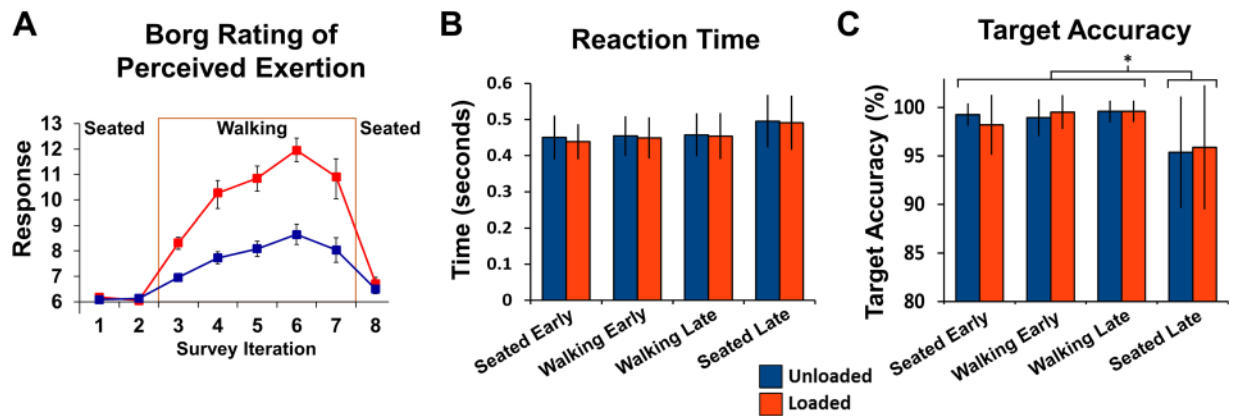 A
Borg Rating of
Perceived Exertion
Seated
Walking
Seated
Response
13
12
11
10
9
8
7
6
1 2 3 4 5 6 7 8
Survey Iteration
B
Reaction Time
Time (seconds)
0.6
0.5
0.4
0.3
0.2
0.1
0
Seated Early
Walking Early
Walking Late
Seated Late
C
Target Accuracy
*
Target Accuracy (%)
100
95
90
85
80
Seated Early
Walking Early
Walking Late
Seated Late
Unloaded
Loaded